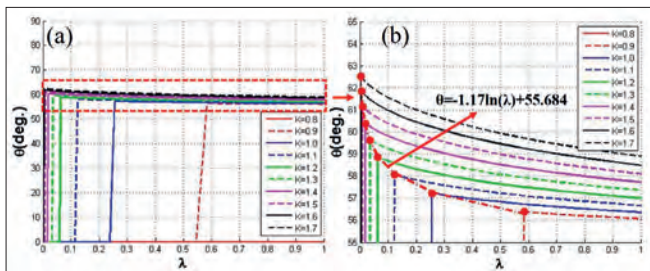 (a)
θ(deg.)
90
80
70
60
50
40
30
20
10
0
0 0.1 0.2 0.3 0.4 0.5 0.6 0.7 0.8 0.9 1
λ
K=0.8
K=0.9
K=1.0
K=1.1
K=1.2
K=1.3
K=1.4
K=1.5
K=1.6
K=1.7
(b)
θ(deg.)
65
64
63
62
61
60
59
58
57
56
55
0 0.1 0.2 0.3 0.4 0.5 0.6 0.7 0.8 0.9 1
λ
θ=-1.17ln(λ)+55.684
K=0.8
K=0.9
K=1.0
K=1.1
K=1.2
K=1.3
K=1.4
K=1.5
K=1.6
K=1.7